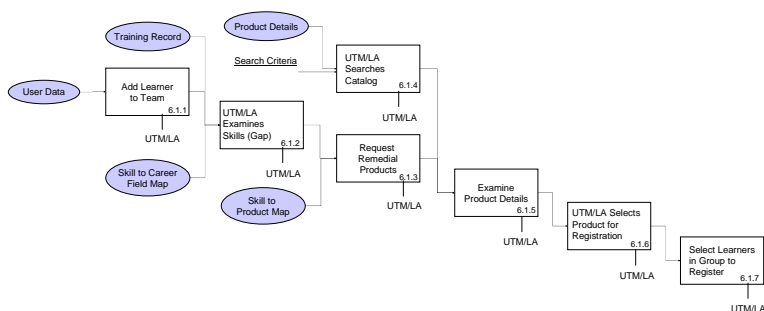 Product Details
Training Record
Search Criteria
UTM/LA
Searches
Catalog
6.1.4
UTM/LA
User Data
Add Learner
to Team
6.1.1
UTM/LA
UTM/LA
Examines
Skills (Gap)
6.1.2
UTM/LA
Request
Remedial
Products
6.1.3
UTM/LA
Skill to Career
Field Map
Skill to
Product Map
Examine
Product Details
6.1.5
UTM/LA
UTM/LA Selects
Product for
Registration
6.1.6
UTM/LA
Select Learners
in Group to
Register
6.1.7
UTM/LA